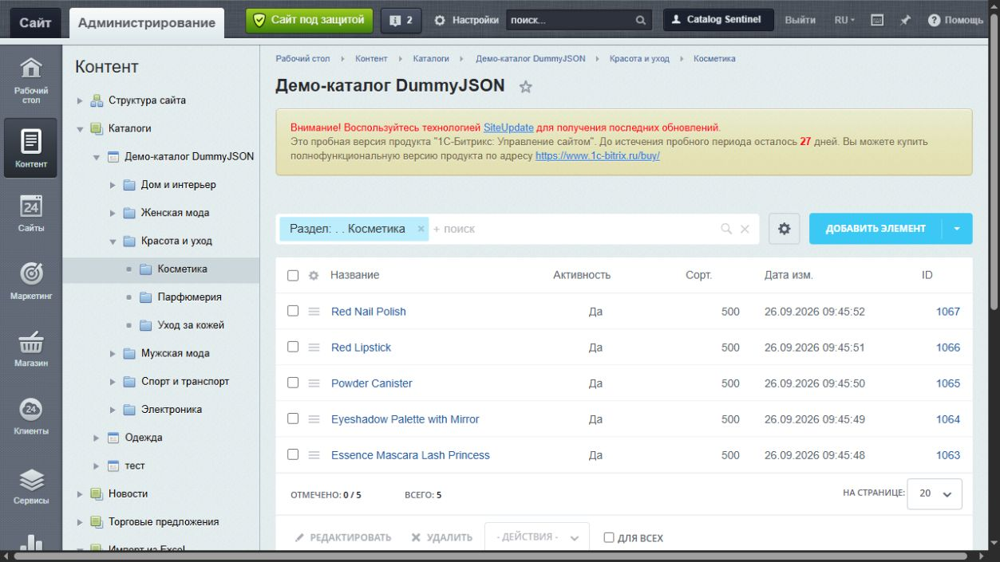 Сайт
Администрирование
Сайт под защитой
2
Настройки
поиск...
Catalog Sentinel
Выйти
RU
Помощь
Рабочий стол
Контент
24
Сайты
Маркетинг
Магазин
24
Клиенты
Сервисы
Контент
Структура сайта
Каталоги
Демо-каталог DummyJSON
Дом и интерьер
Женская мода
Красота и уход
Косметика
Парфюмерия
Уход за кожей
Мужская мода
Спорт и транспорт
Электроника
Одежда
тест
Новости
Торговые предложения
Импорт из Excel
Рабочий стол Контент Каталоги Демо-каталог DummyJSON Красота и уход Косметика
Демо-каталог DummyJSON
Внимание! Воспользуйтесь технологией SiteUpdate для получения последних обновлений.
Это пробная версия продукта "1С-Битрикс: Управление сайтом". До истечения пробного периода осталось 27 дней. Вы можете купить
полнофункциональную версию продукта по адресу https://www.1c-bitrix.ru/buy/
Раздел: . . Косметика × + поиск
ДОБАВИТЬ ЭЛЕМЕНТ
Название Активность Сорт. Дата изм. ID
Red Nail Polish Да 500 26.09.2026 09:45:52 1067
Red Lipstick Да 500 26.09.2026 09:45:51 1066
Powder Canister Да 500 26.09.2026 09:45:50 1065
Eyeshadow Palette with Mirror Да 500 26.09.2026 09:45:49 1064
Essence Mascara Lash Princess Да 500 26.09.2026 09:45:48 1063
ОТМЕЧЕНО: 0 / 5 ВСЕГО: 5 НА СТРАНИЦЕ: 20
РЕДАКТИРОВАТЬ УДАЛИТЬ - ДЕЙСТВИЯ - ДЛЯ ВСЕХ